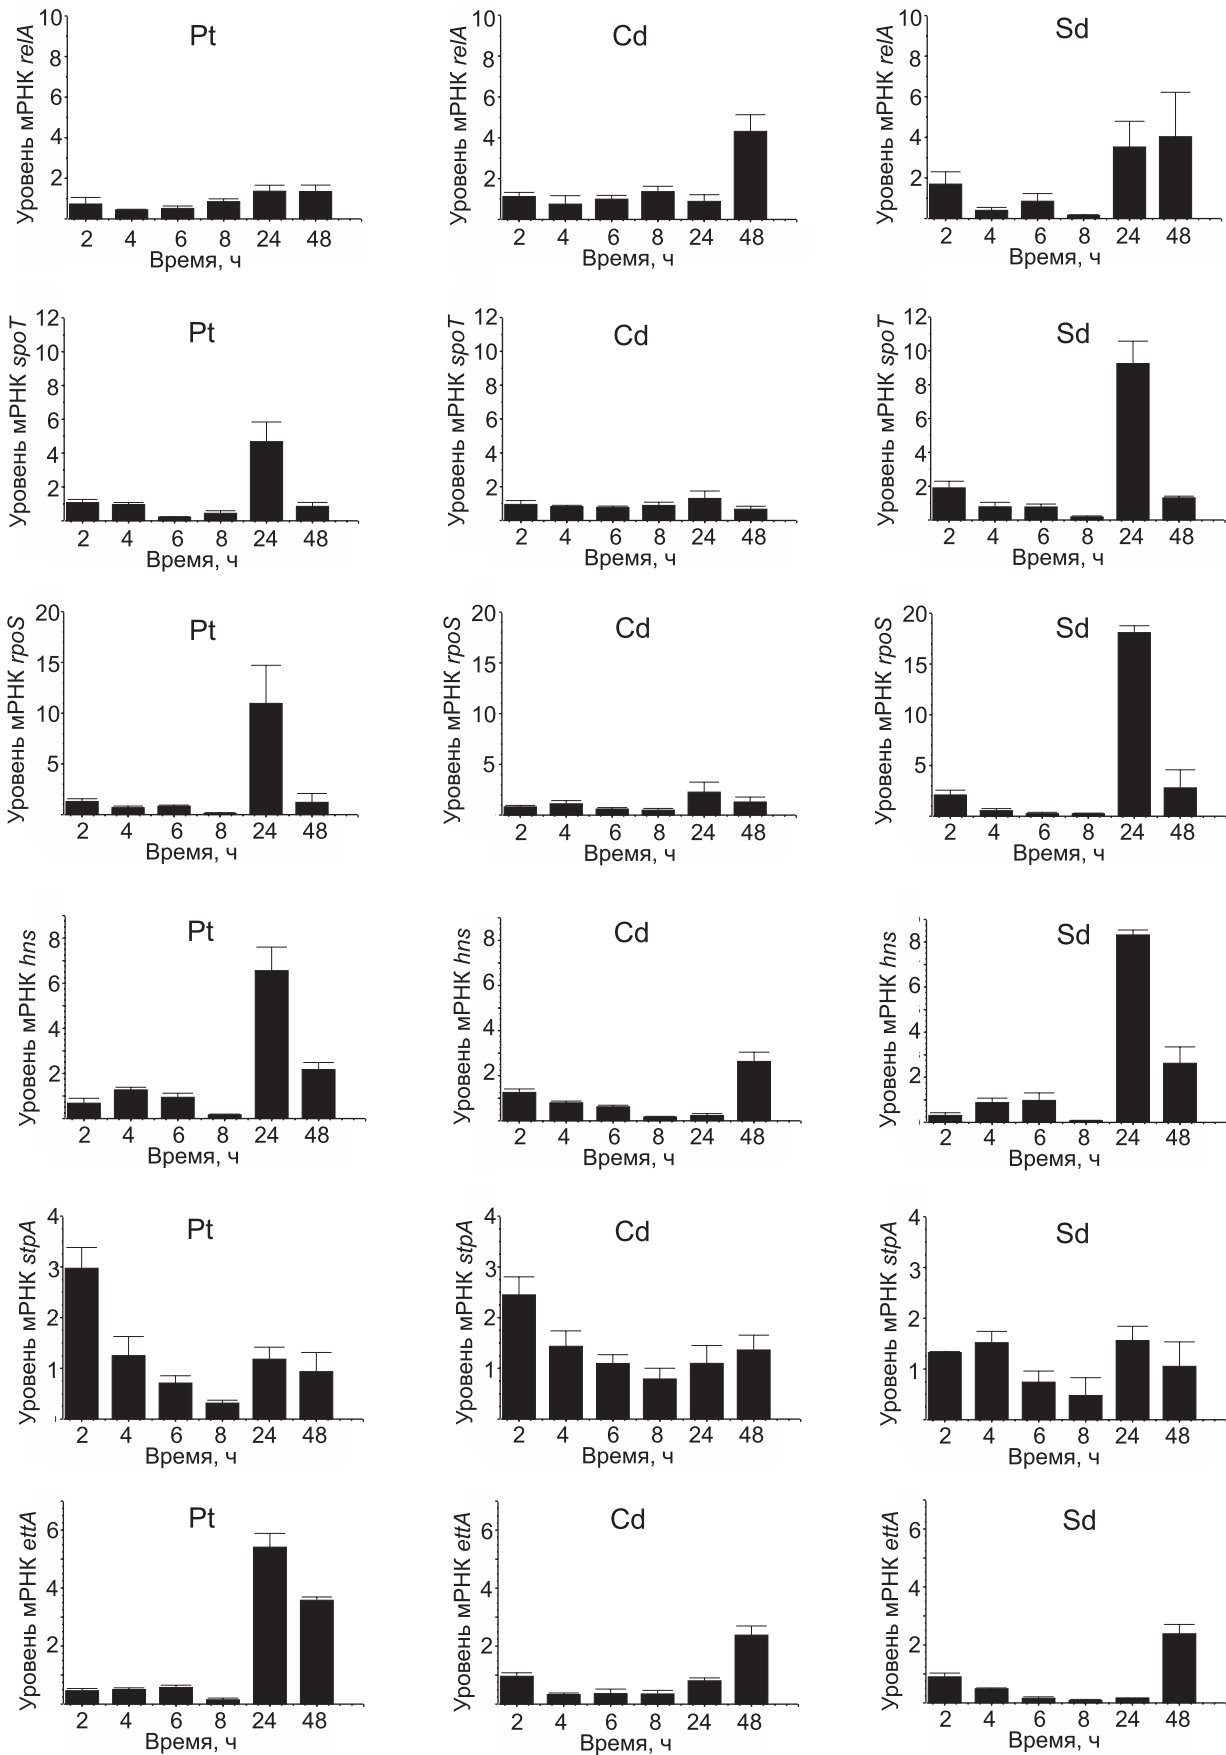 Уровень мРНК relA
10
8
6
4
2
Pt
2 4 6 8 24 48
Время, ч
Уровень мРНК relA
10
8
6
4
2
Cd
2 4 6 8 24 48
Время, ч
Уровень мРНК relA
10
8
6
4
2
Sd
2 4 6 8 24 48
Время, ч
Уровень мРНК spoT
12
10
8
6
4
2
Pt
2 4 6 8 24 48
Время, ч
Уровень мРНК spoT
12
10
8
6
4
2
Cd
2 4 6 8 24 48
Время, ч
Уровень мРНК spoT
12
10
8
6
4
2
Sd
2 4 6 8 24 48
Время, ч
Уровень мРНК rpoS
20
15
10
5
Pt
2 4 6 8 24 48
Время, ч
Уровень мРНК rpoS
20
15
10
5
Cd
2 4 6 8 24 48
Время, ч
Уровень мРНК rpoS
20
15
10
5
Sd
2 4 6 8 24 48
Время, ч
Уровень мРНК hns
8
6
4
2
Pt
2 4 6 8 24 48
Время, ч
Уровень мРНК hns
8
6
4
2
Cd
2 4 6 8 24 48
Время, ч
Уровень мРНК hns
8
6
4
2
Sd
2 4 6 8 24 48
Время, ч
Уровень мРНК stpA
4
3
2
1
Pt
2 4 6 8 24 48
Время, ч
Уровень мРНК stpA
4
3
2
1
Cd
2 4 6 8 24 48
Время, ч
Уровень мРНК stpA
4
3
2
1
Sd
2 4 6 8 24 48
Время, ч
Уровень мРНК ettA
6
4
2
Pt
2 4 6 8 24 48
Время, ч
Уровень мРНК ettA
6
4
2
Cd
2 4 6 8 24 48
Время, ч
Уровень мРНК ettA
6
4
2
Sd
2 4 6 8 24 48
Время, ч